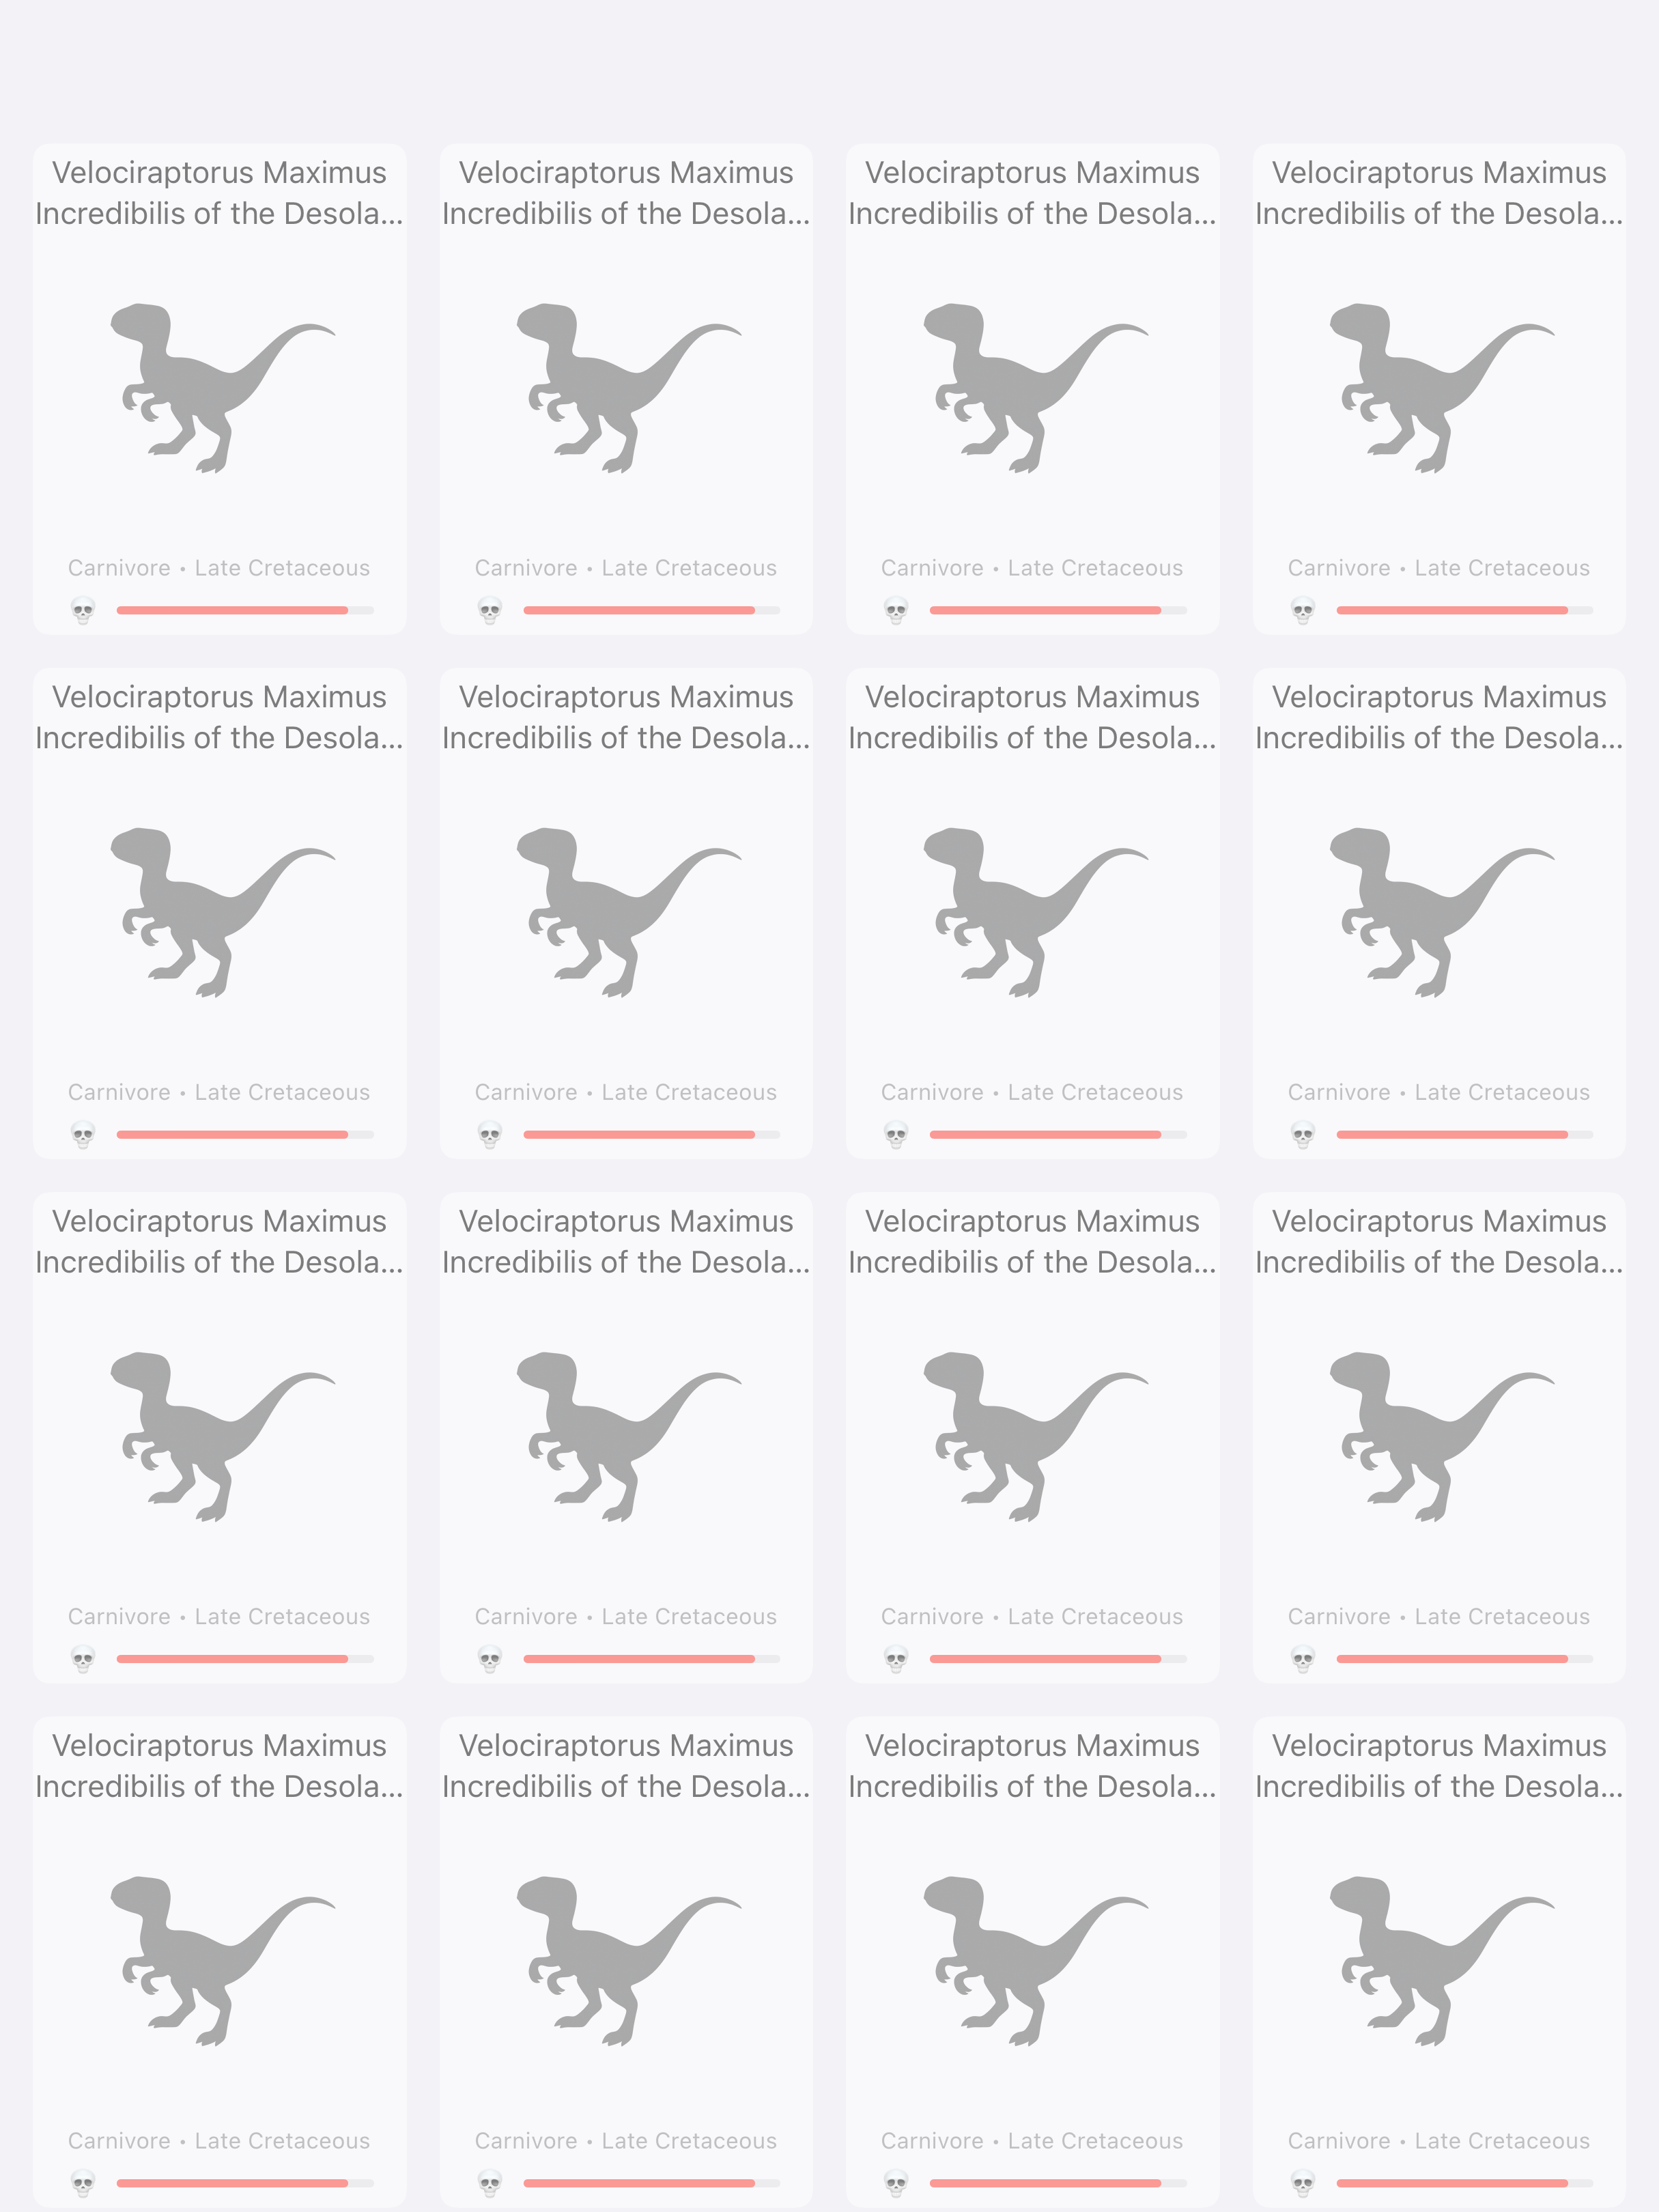 Velociraptorus Maximus
Incredibilis of the Desola...
Carnivore • Late Cretaceous
Velociraptorus Maximus
Incredibilis of the Desola...
Carnivore • Late Cretaceous
Velociraptorus Maximus
Incredibilis of the Desola...
Carnivore • Late Cretaceous
Velociraptorus Maximus
Incredibilis of the Desola...
Carnivore • Late Cretaceous
Velociraptorus Maximus
Incredibilis of the Desola...
Carnivore • Late Cretaceous
Velociraptorus Maximus
Incredibilis of the Desola...
Carnivore • Late Cretaceous
Velociraptorus Maximus
Incredibilis of the Desola...
Carnivore • Late Cretaceous
Velociraptorus Maximus
Incredibilis of the Desola...
Carnivore • Late Cretaceous
Velociraptorus Maximus
Incredibilis of the Desola...
Carnivore • Late Cretaceous
Velociraptorus Maximus
Incredibilis of the Desola...
Carnivore • Late Cretaceous
Velociraptorus Maximus
Incredibilis of the Desola...
Carnivore • Late Cretaceous
Velociraptorus Maximus
Incredibilis of the Desola...
Carnivore • Late Cretaceous
Velociraptorus Maximus
Incredibilis of the Desola...
Carnivore • Late Cretaceous
Velociraptorus Maximus
Incredibilis of the Desola...
Carnivore • Late Cretaceous
Velociraptorus Maximus
Incredibilis of the Desola...
Carnivore • Late Cretaceous
Velociraptorus Maximus
Incredibilis of the Desola...
Carnivore • Late Cretaceous